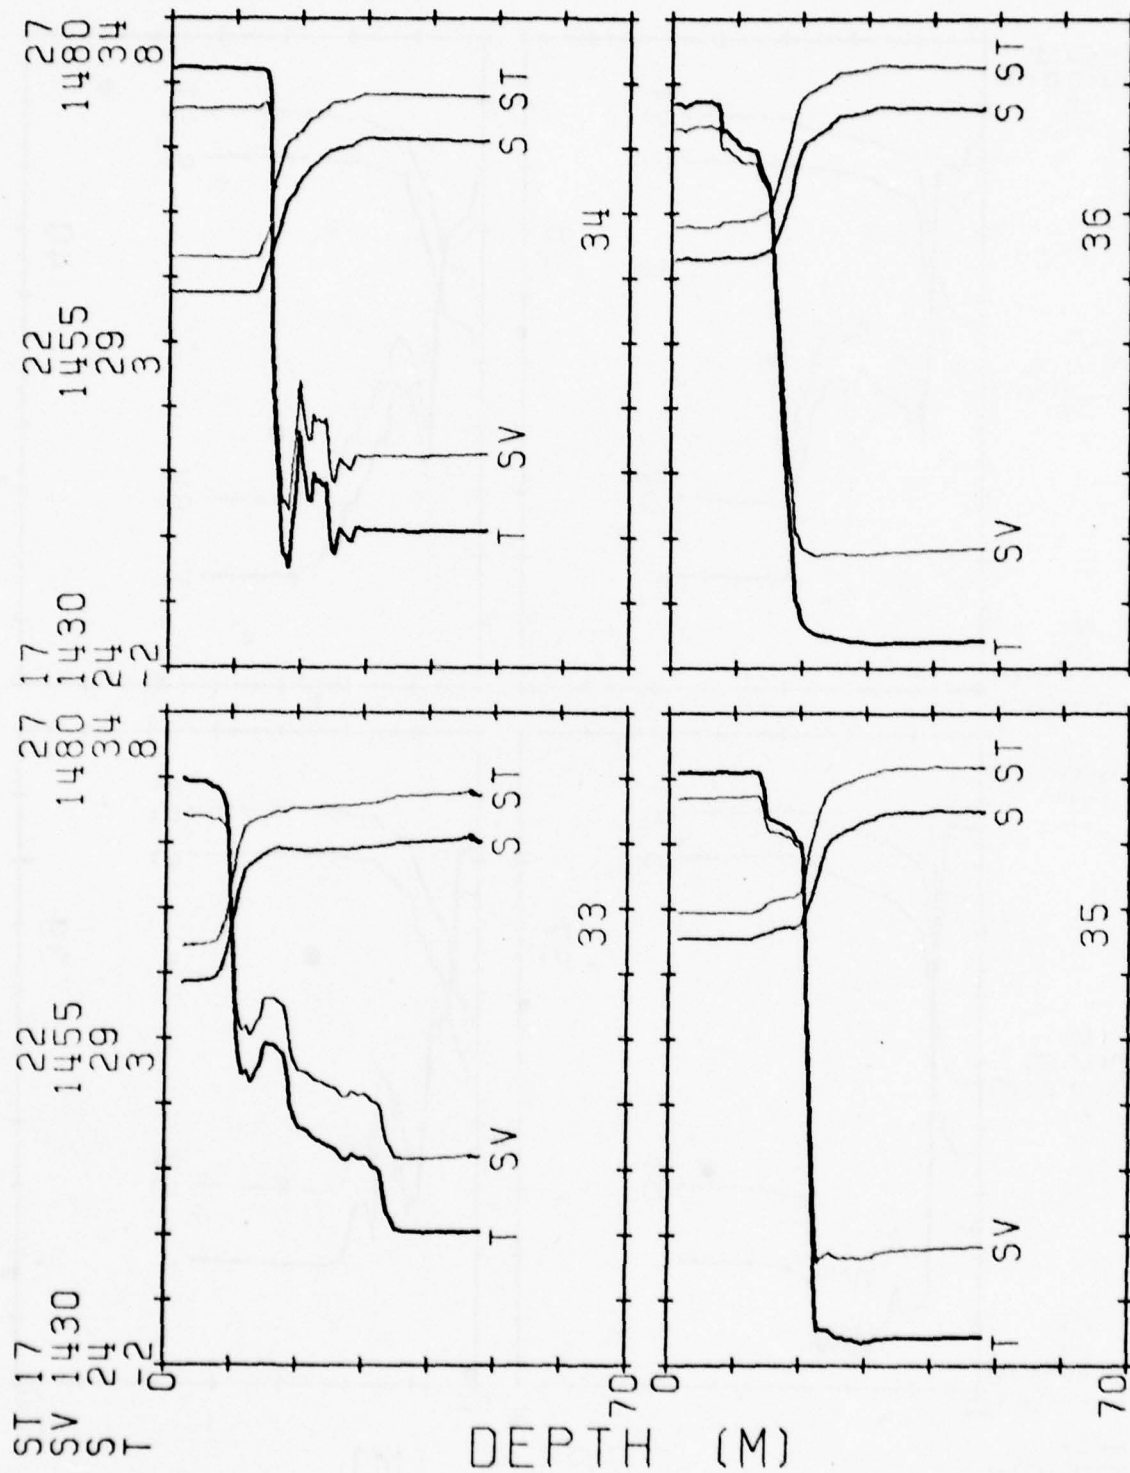 ST 17 22 27 17 22 27
SV 1430 1455 1480 1430 1455 1480
S 24 29 34 24 29 34
T -2 3 8 -2 3 8
0
T SV S ST
T SV S ST
70
33
34
0
T SV S ST
T SV S ST
70
35
36
DEPTH (M)